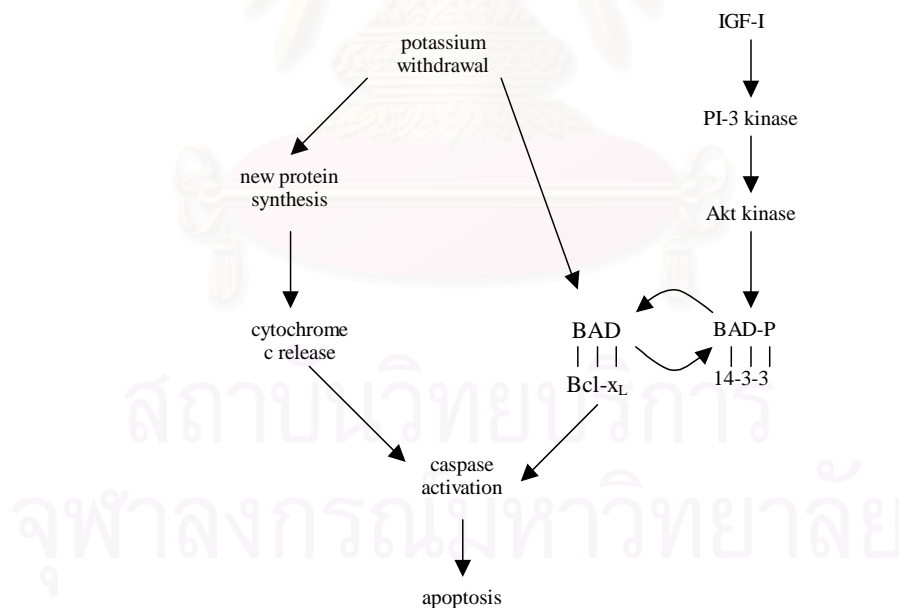 IGF-I
potassium
withdrawal
PI-3 kinase
new protein
synthesis
Akt kinase
cytochrome
c release
BAD
BAD-P
Bcl-xL
14-3-3
caspase
activation
apoptosis
สถาบันวิทยบริการ
จุฬาลงกรณ์มหาวิทยาลัย